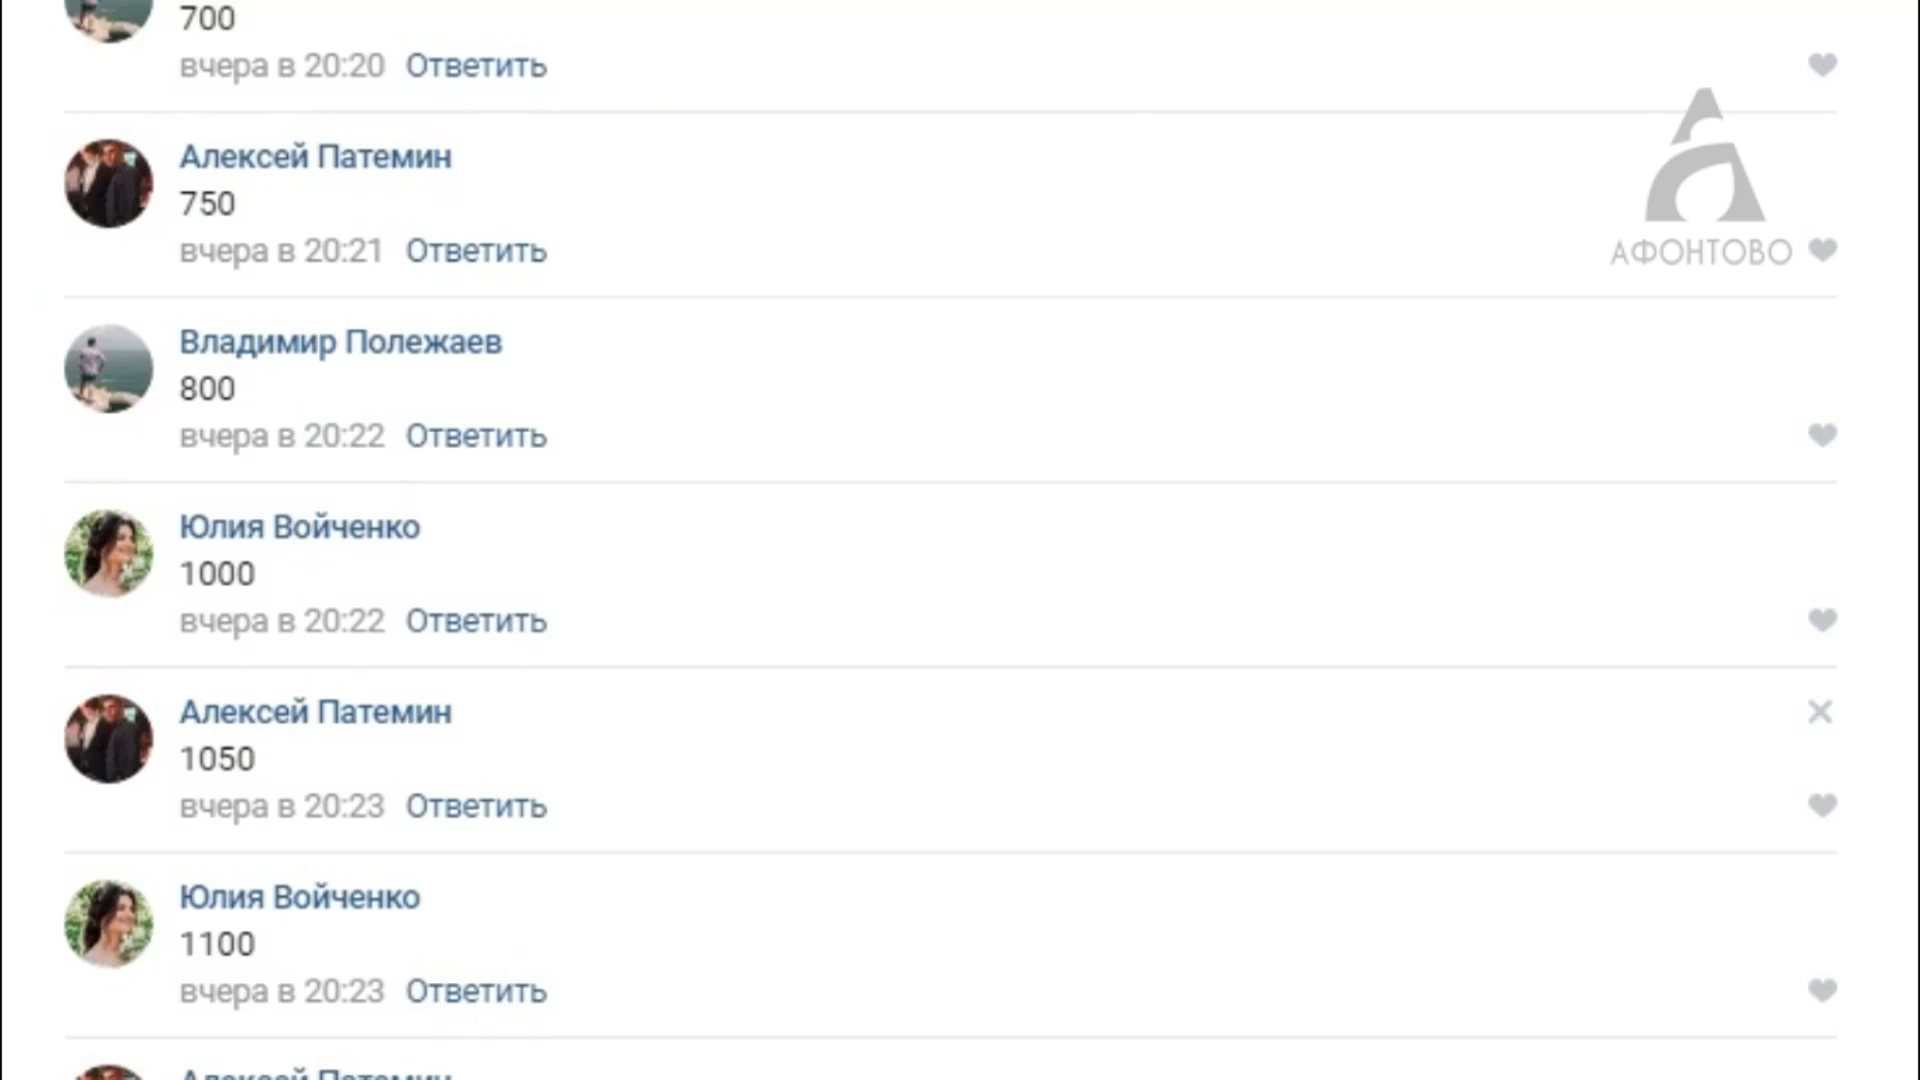 700
вчера в 20:20 Ответить
Алексей Патемин
750
вчера в 20:21 Ответить
АФОНТОВО
Владимир Полежаев
800
вчера в 20:22 Ответить
Юлия Войченко
1000
вчера в 20:22 Ответить
Алексей Патемин
1050
вчера в 20:23 Ответить
Юлия Войченко
1100
вчера в 20:23 Ответить
Алексей Патемин